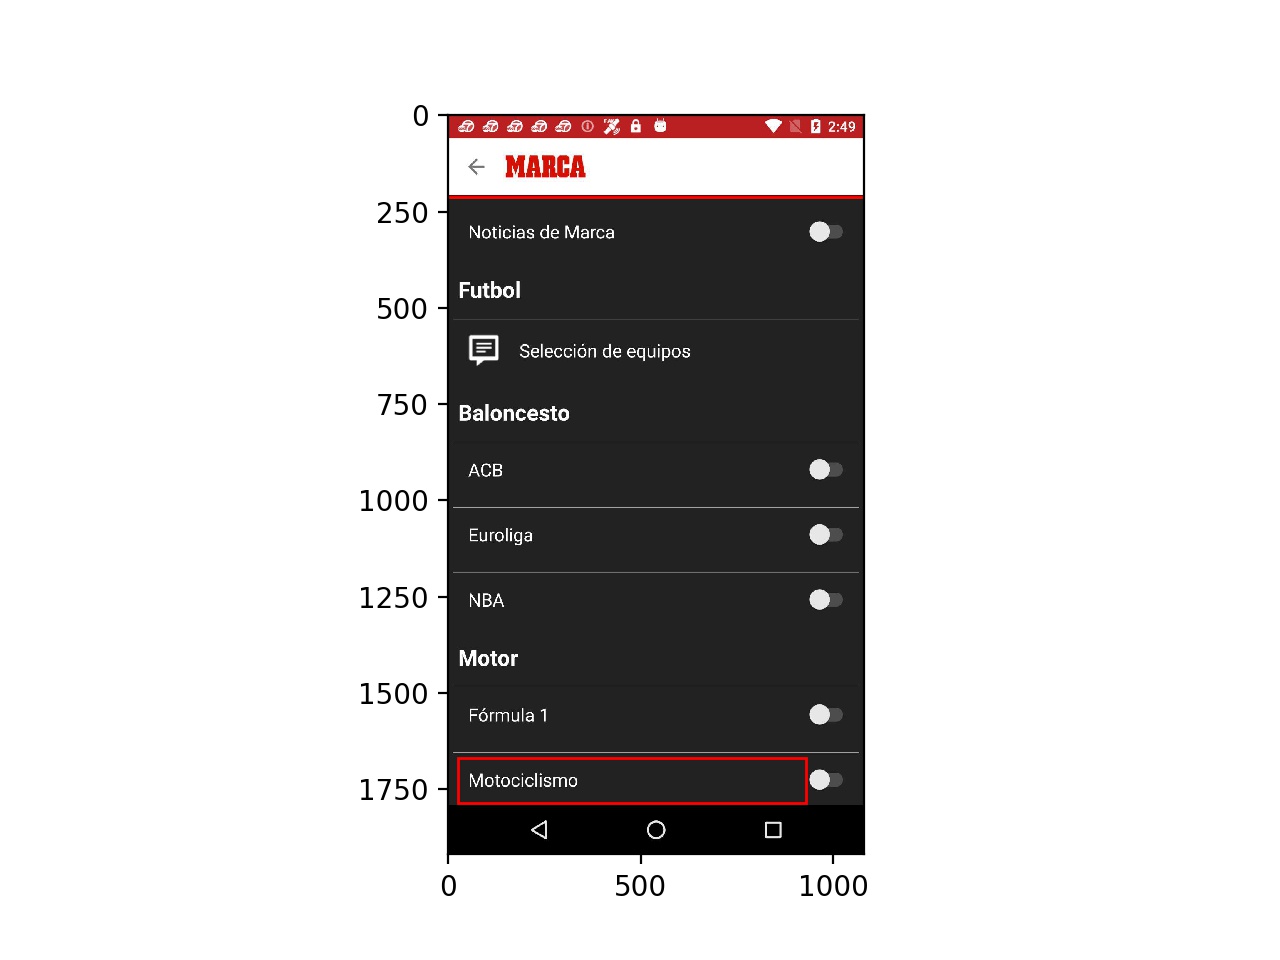 0
250
500
750
1000
1250
1500
1750
2:49
MARCA
Noticias de Marca
Futbol
Selección de equipos
Baloncesto
ACB
Euroliga
NBA
Motor
Fórmula 1
Motociclismo
0
500
1000